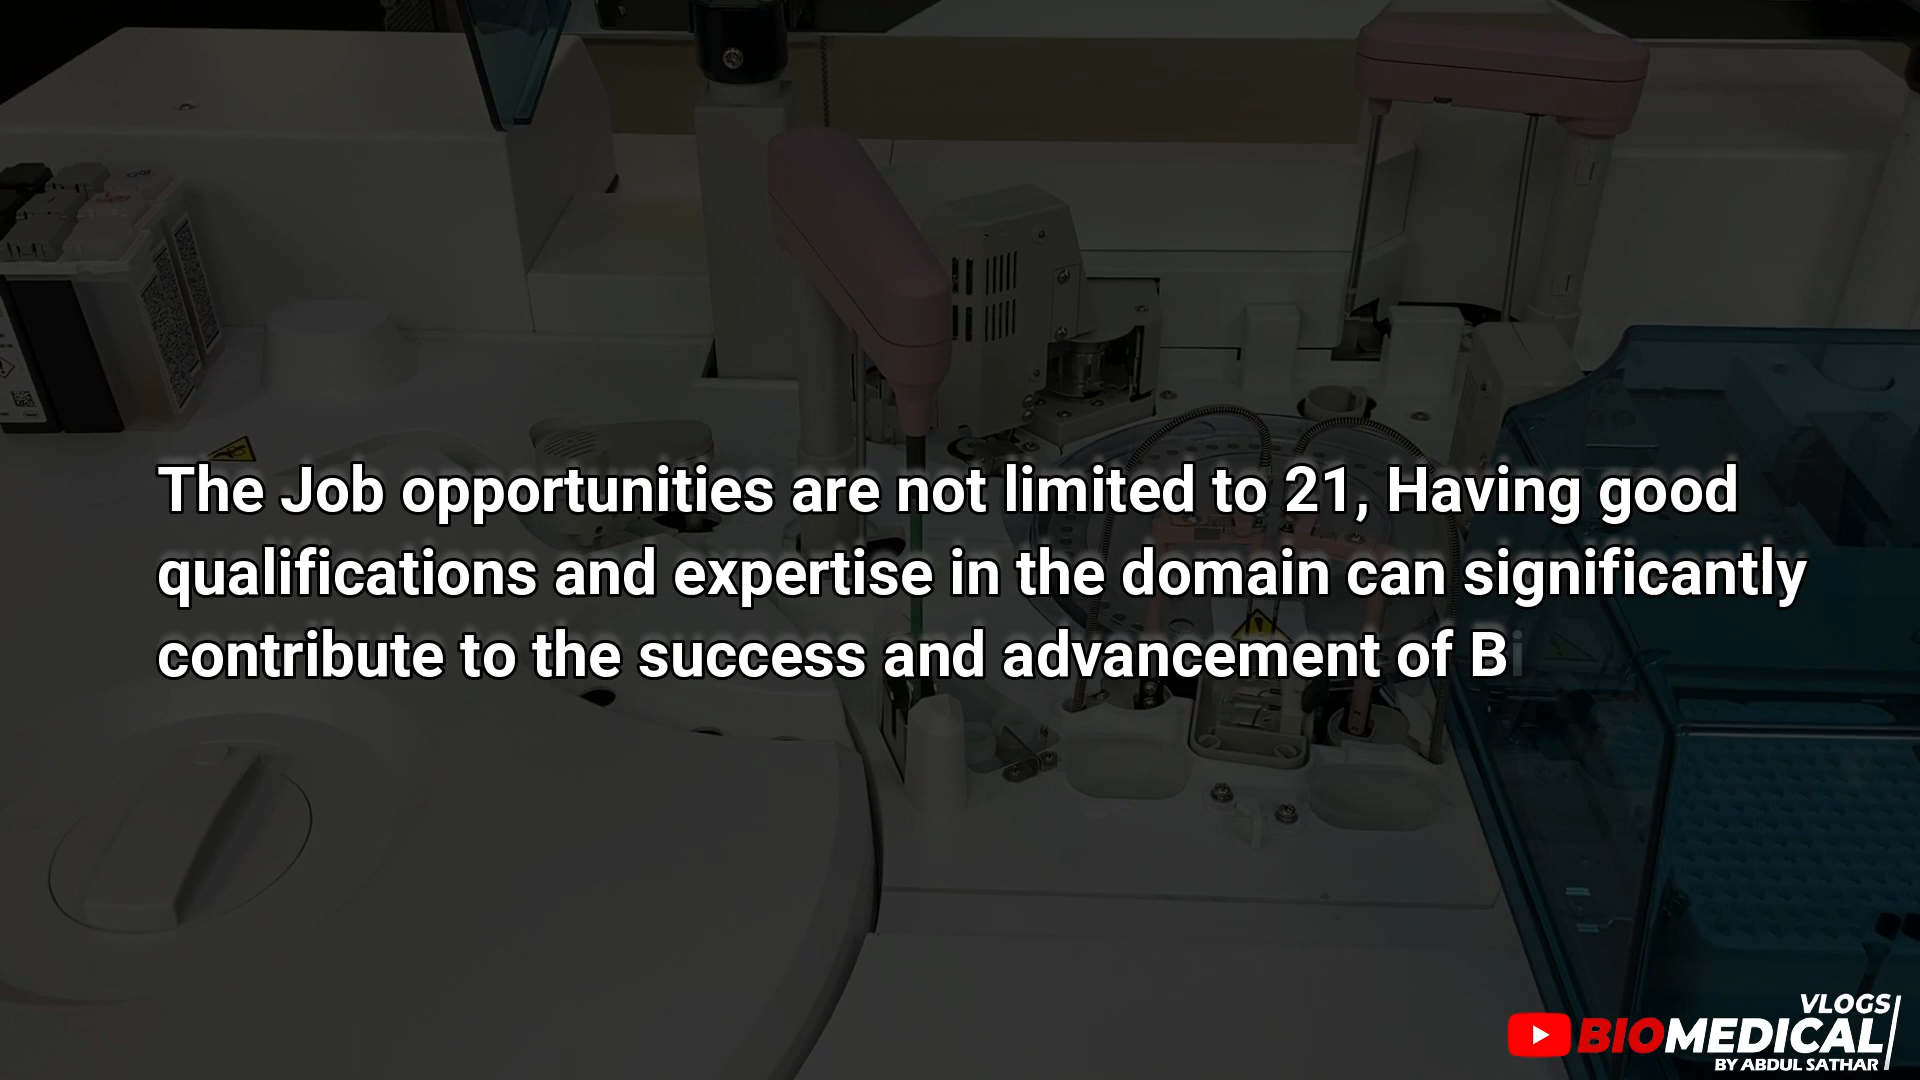 The Job opportunities are not limited to 21, Having good
qualifications and expertise in the domain can significantly
contribute to the success and advancement of Bi
VLOGS
BIOMEDICAL
BY ABDUL SATHAR